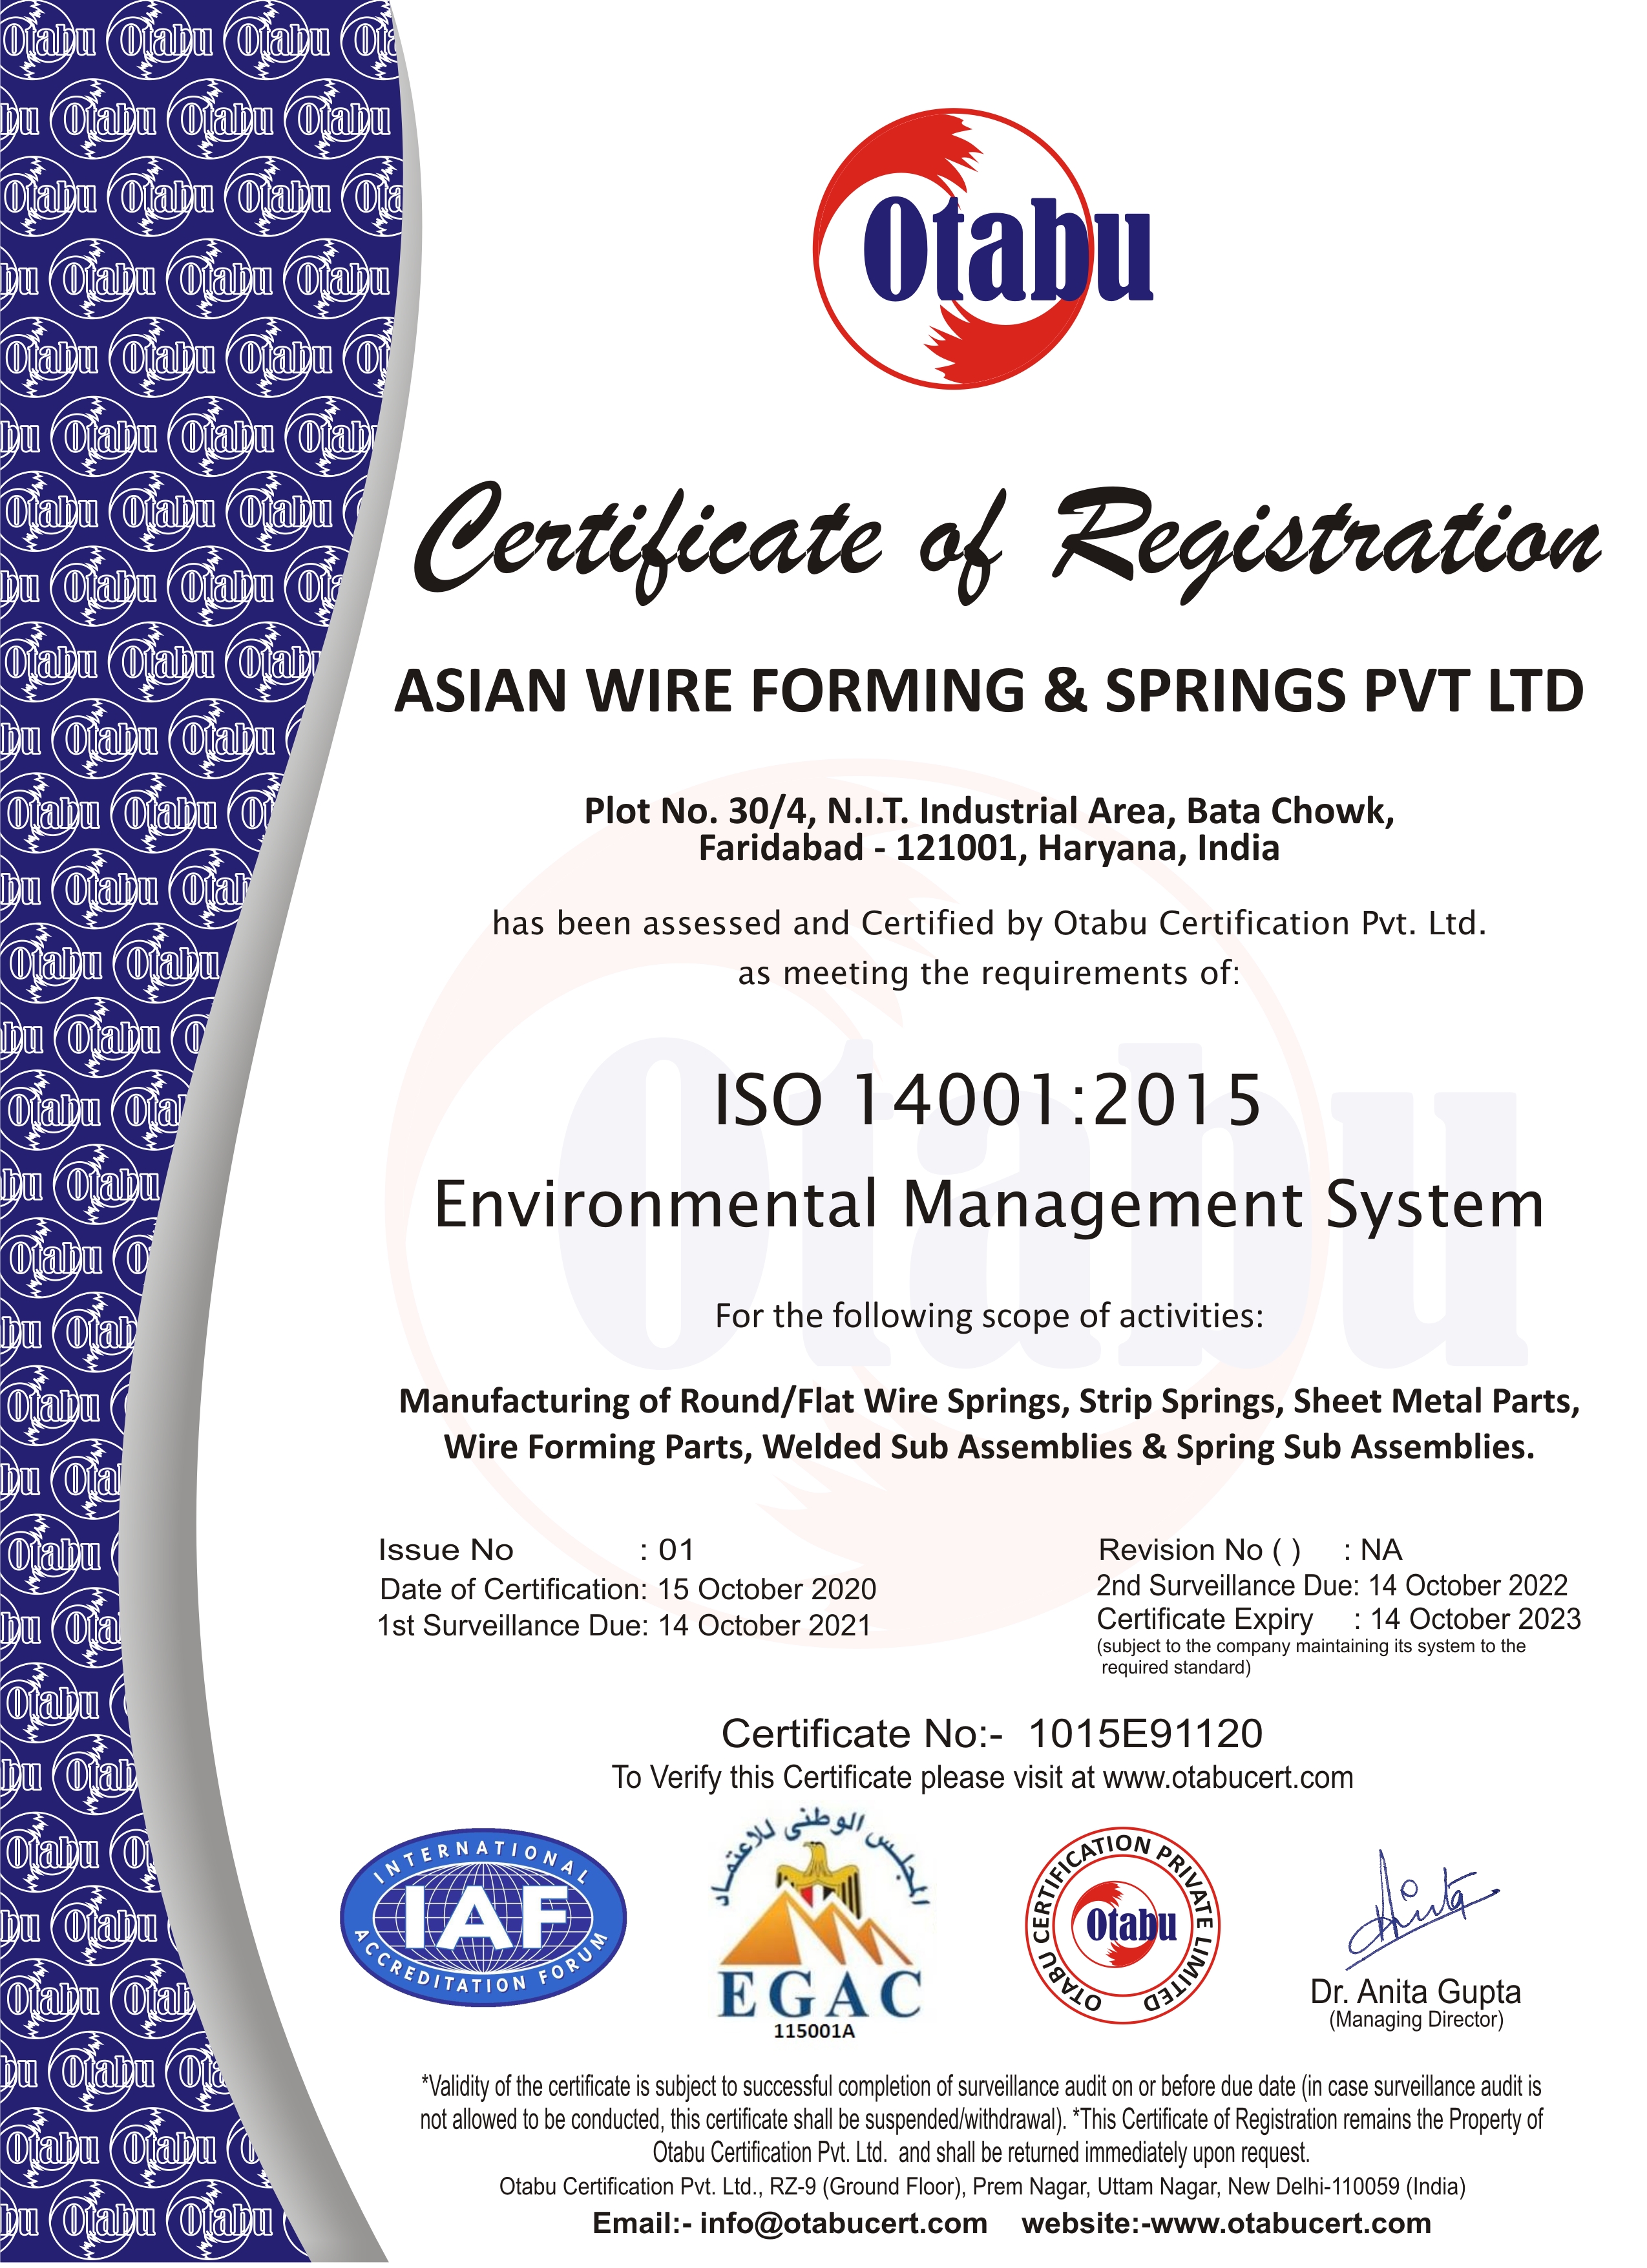 Otabu
Certificate of Registration
ASIAN WIRE FORMING & SPRINGS PVT LTD
Plot No. 30/4, N.I.T. Industrial Area, Bata Chowk,
Faridabad - 121001, Haryana, India
has been assessed and Certified by Otabu Certification Pvt. Ltd.
as meeting the requirements of:
ISO 14001:2015
Environmental Management System
For the following scope of activities:
Manufacturing of Round/Flat Wire Springs, Strip Springs, Sheet Metal Parts,
Wire Forming Parts, Welded Sub Assemblies & Spring Sub Assemblies.
Issue No : 01
Date of Certification: 15 October 2020
1st Surveillance Due: 14 October 2021
Revision No ( ) : NA
2nd Surveillance Due: 14 October 2022
Certificate Expiry : 14 October 2023
(subject to the company maintaining its system to the
required standard)
Certificate No:- 1015E91120
To Verify this Certificate please visit at www.otabucert.com
INTERNATIONAL
IAF
ACCREDITATION FORUM
المجلس الوطنى للاعتماد
EGAC
115001A
OTABU CERTIFICATION PRIVATE LIMITED
Otabu
Anita
Dr. Anita Gupta
(Managing Director)
*Validity of the certificate is subject to successful completion of surveillance audit on or before due date (in case surveillance audit is
not allowed to be conducted, this certificate shall be suspended/withdrawal). *This Certificate of Registration remains the Property of
Otabu Certification Pvt. Ltd. and shall be returned immediately upon request.
Otabu Certification Pvt. Ltd., RZ-9 (Ground Floor), Prem Nagar, Uttam Nagar, New Delhi-110059 (India)
Email:- info@otabucert.com website:-www.otabucert.com